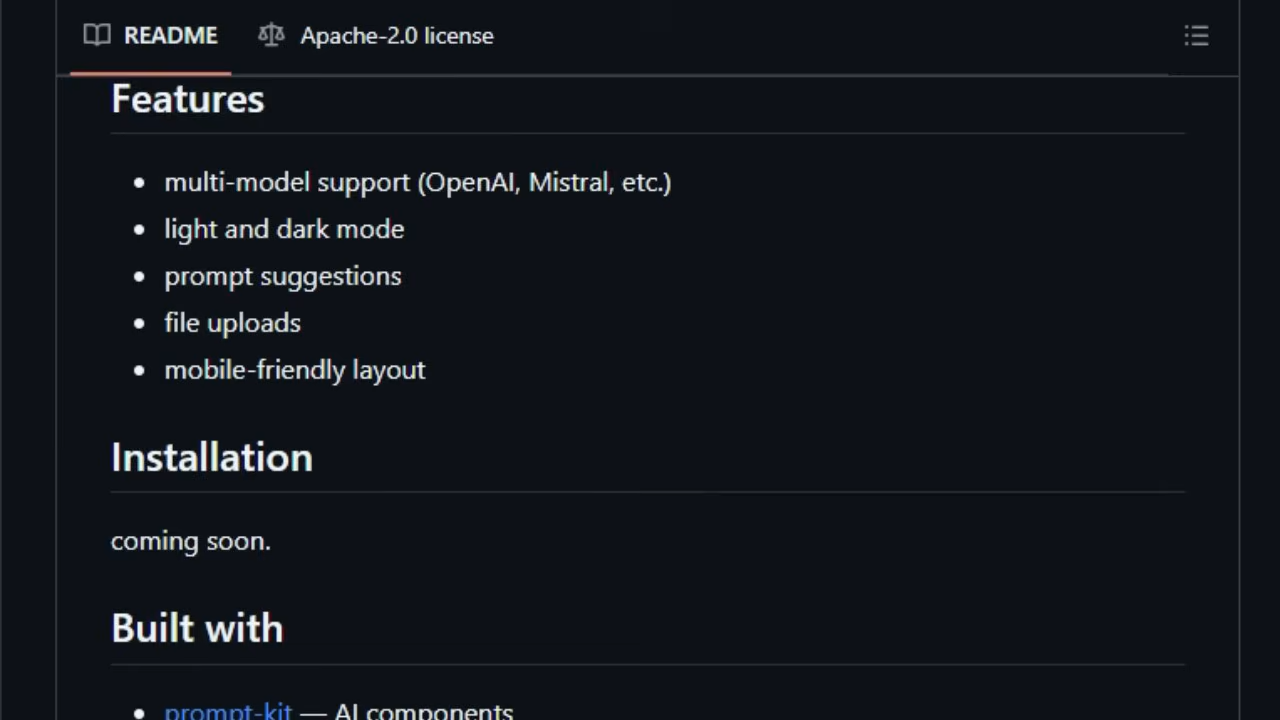 README
Apache-2.0 license
Features
multi-model support (OpenAI, Mistral, etc.)
light and dark mode
prompt suggestions
file uploads
mobile-friendly layout
Installation
coming soon.
Built with
prompt-kit — AI components